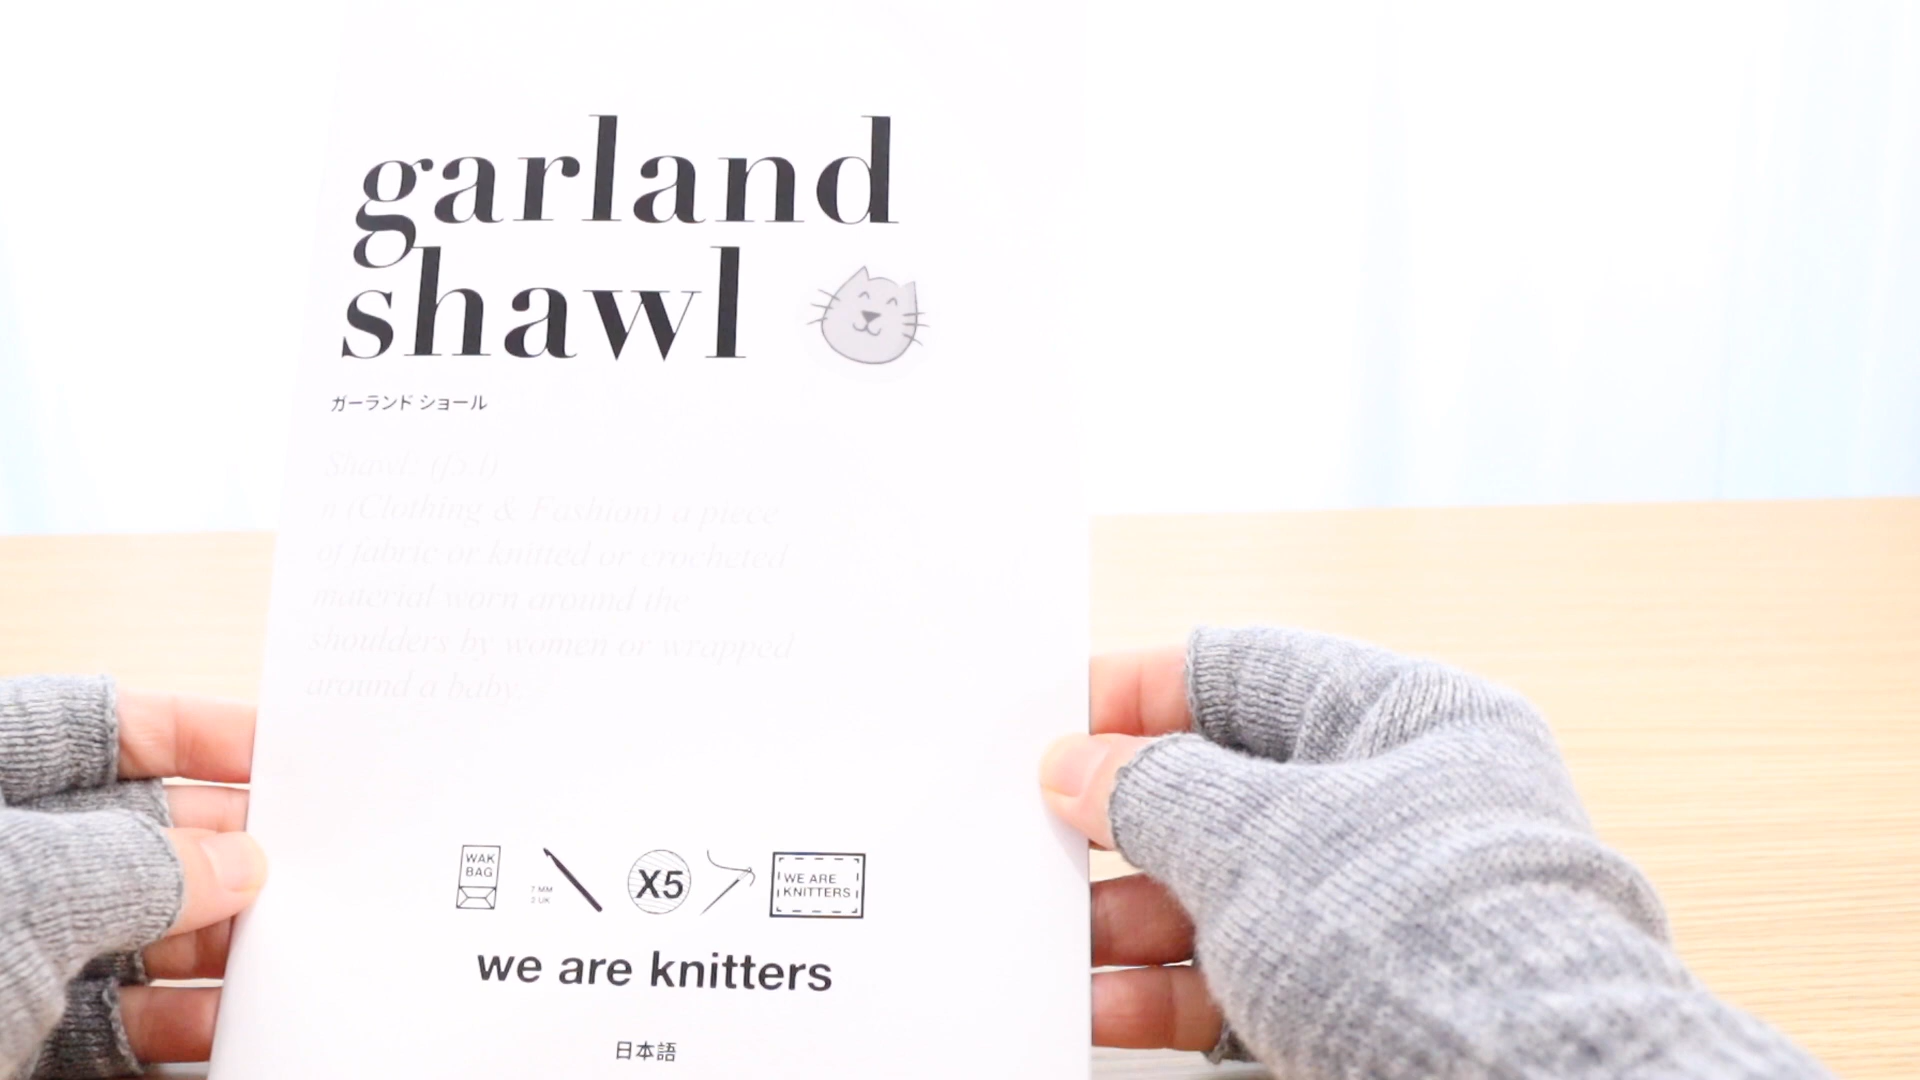 garland
shawl
ガーランド ショール
Shawl: (ʃɔ.l)
n (Clothing & Fashion) a piece
of fabric or knitted or crocheted
material worn around the
shoulders by women or wrapped
around a baby.
WAK
BAG
7 MM
2 UK
X5
WE ARE
KNITTERS
we are knitters
日本語